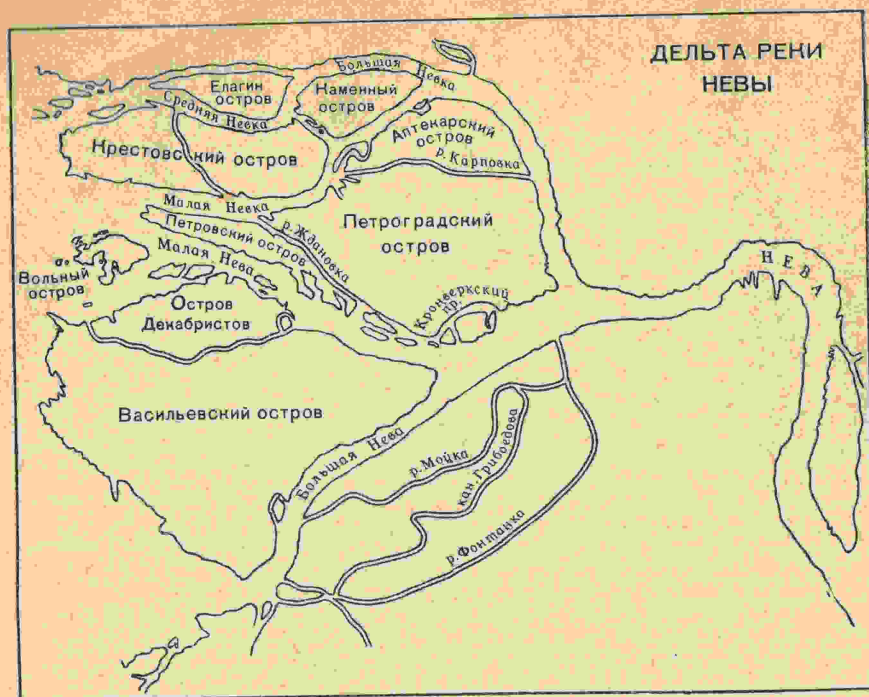 ДЕЛЬТА РЕКИ
НЕВЫ
Большая Невка
Елагин
остров
Каменный
остров
Средняя Невка
Аптекарский
остров
р. Карповка
Крестовский остров
Малая Невка
Петроградский
остров
р. Ждановка
Петровский остров
Малая Нева
Вольный
остров
Кронверкский
пр.
НЕВА
Остров
Декабристов
Васильевский остров
Большая Нева
р. Мойка
кан. Грибоедова
р. Фонтанка